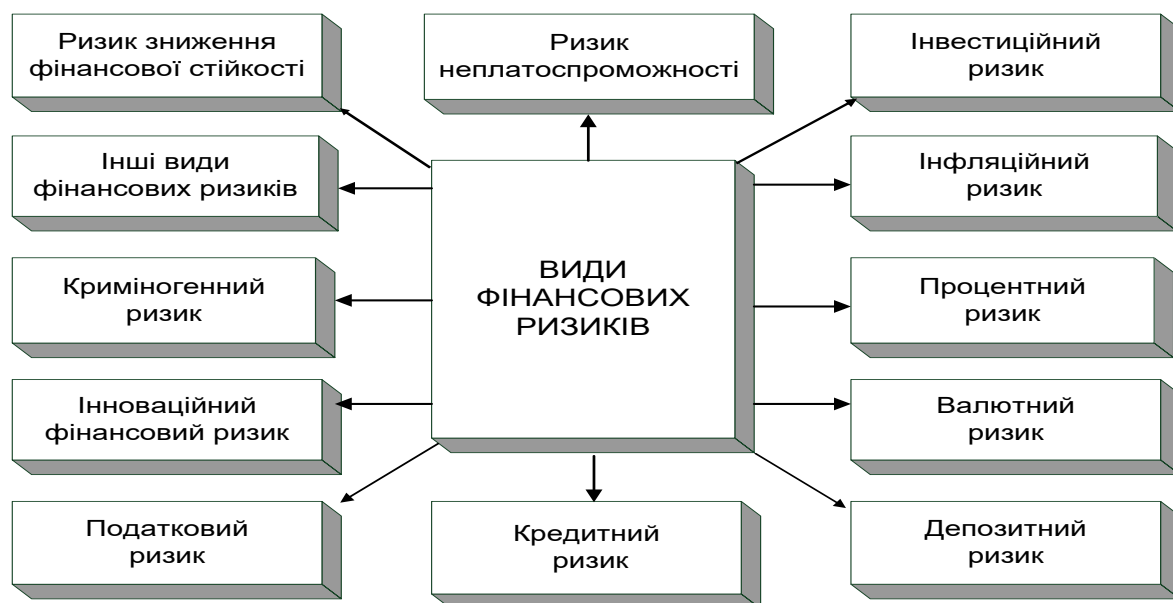 Ризик зниження
фінансової стійкості
Ризик
неплатоспроможності
Інвестиційний
ризик
Інші види
фінансових ризиків
Інфляційний
ризик
ВИДИ
ФІНАНСОВИХ
РИЗИКІВ
Криміногенний
ризик
Процентний
ризик
Інноваційний
фінансовий ризик
Валютний
ризик
Податковий
ризик
Кредитний
ризик
Депозитний
ризик